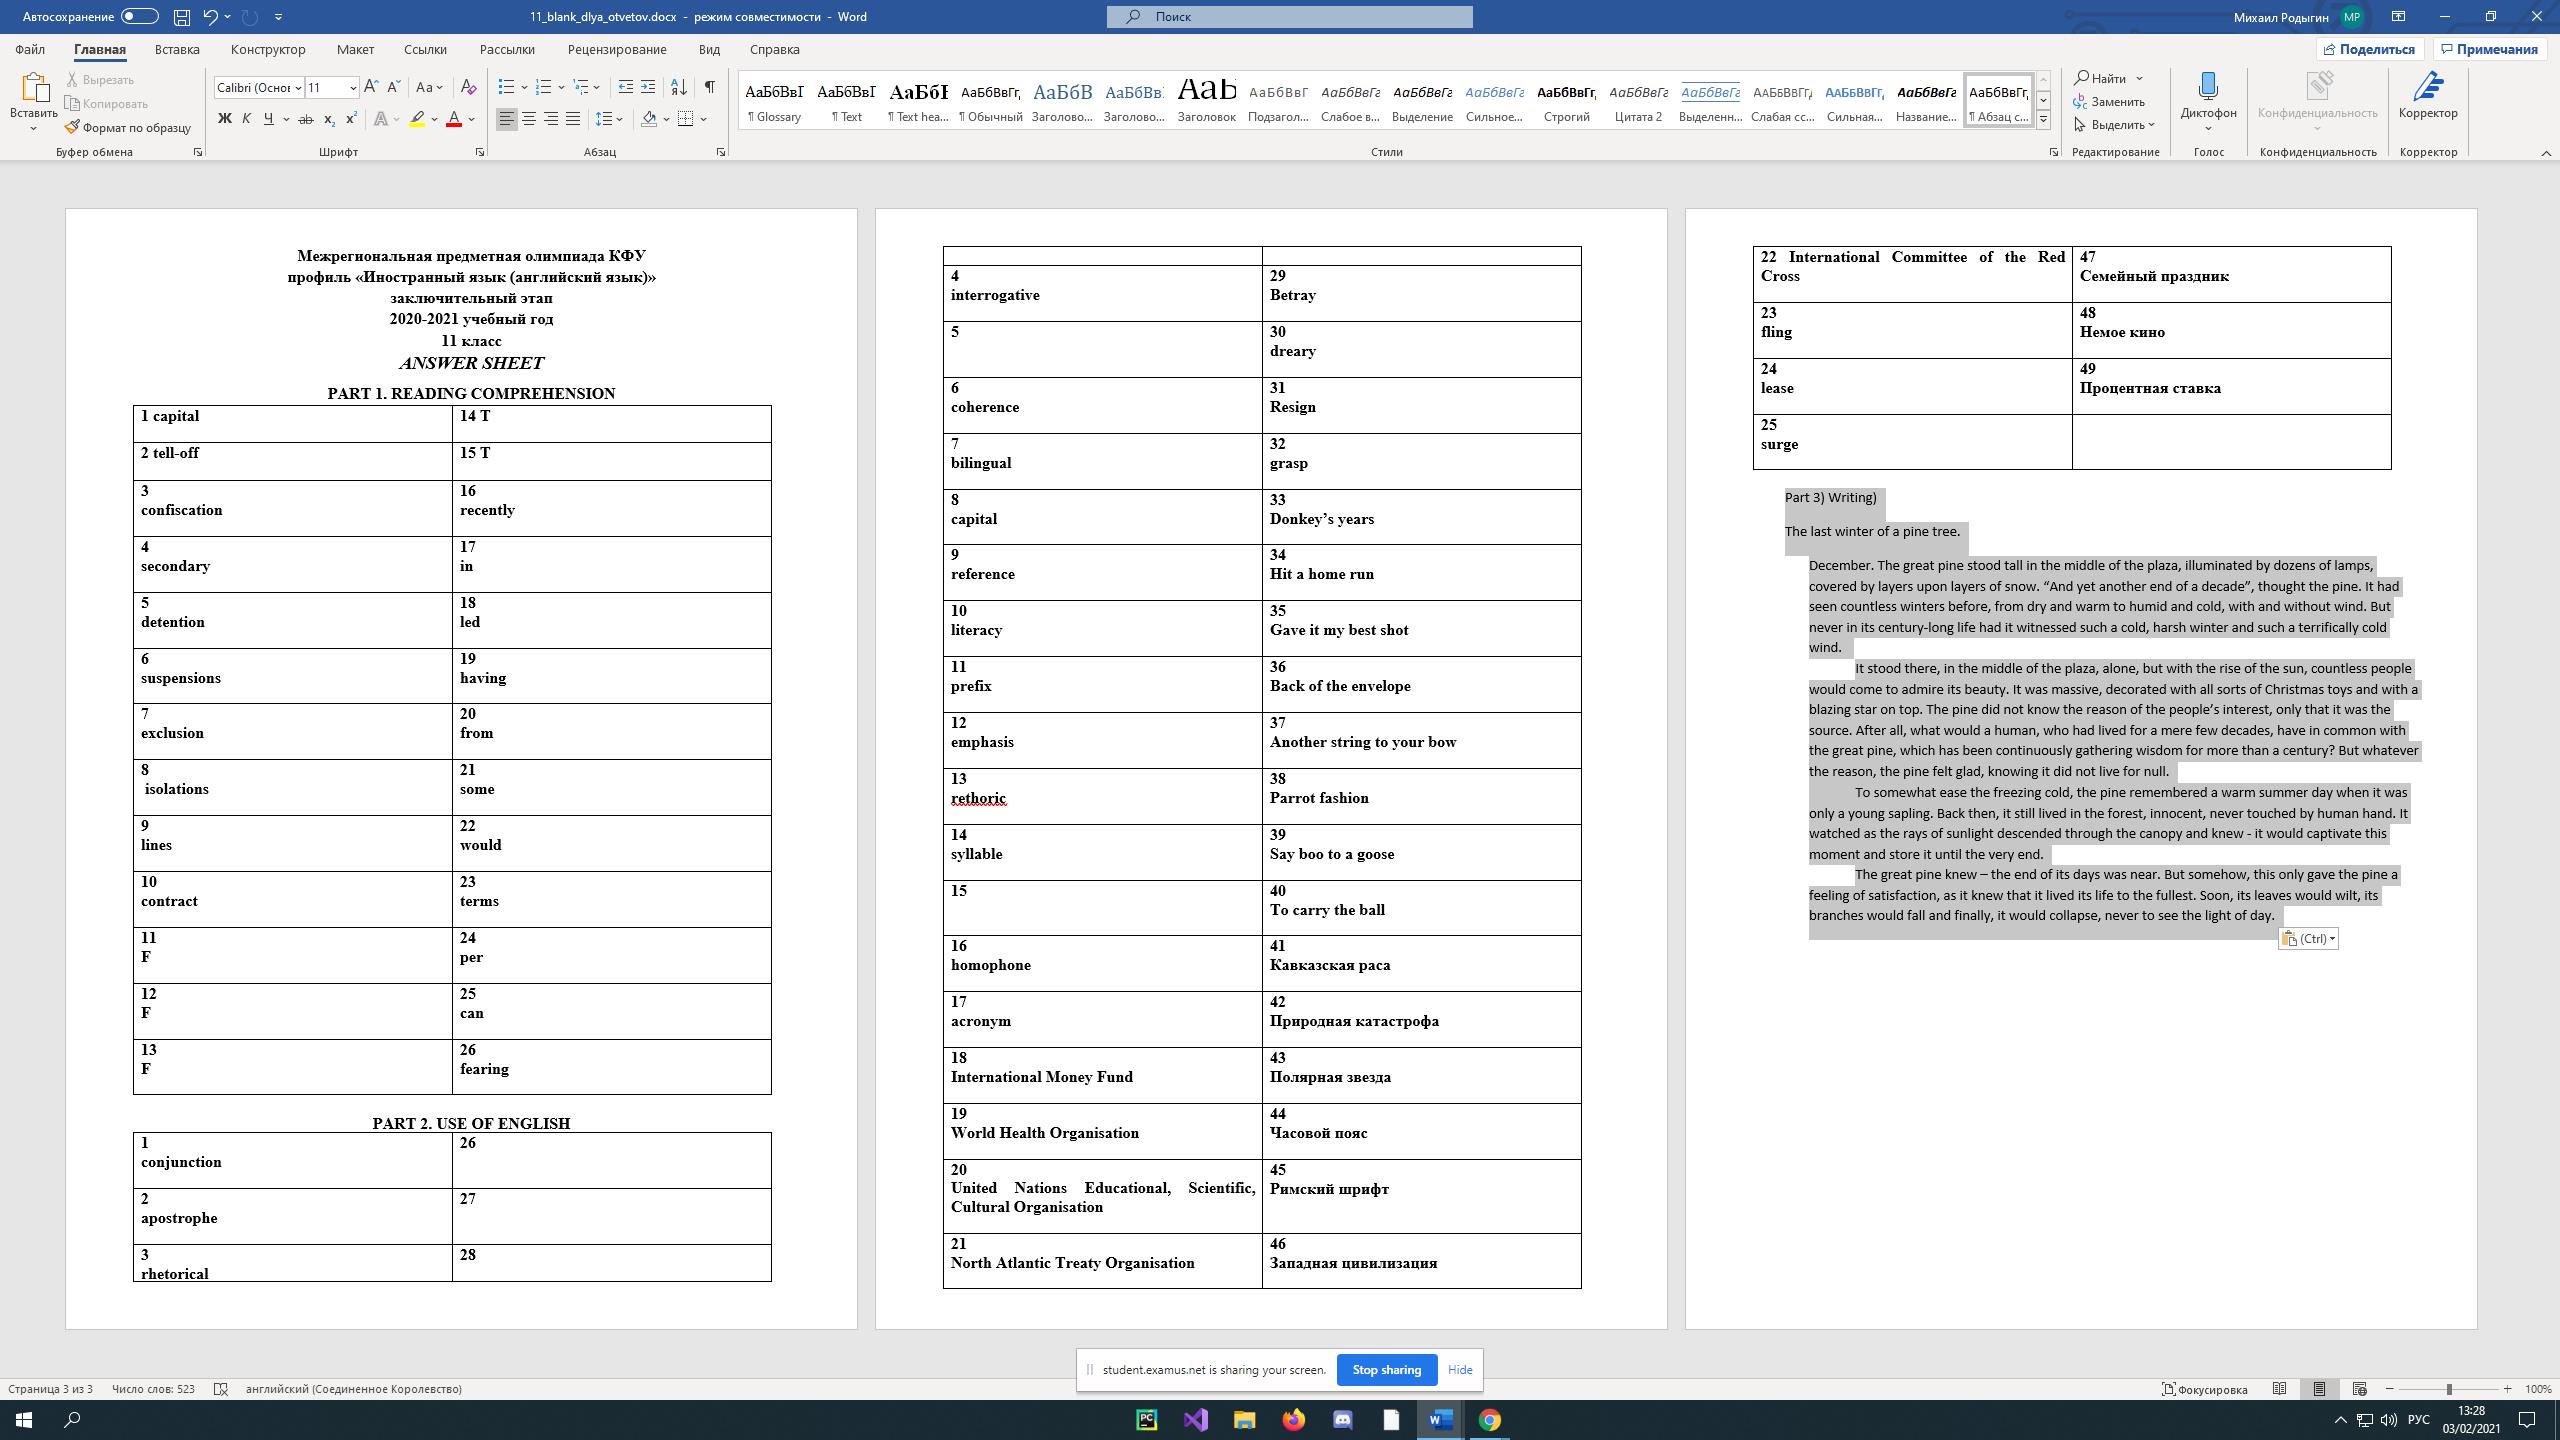 Автосохранение
11_blank_dlya_otvetov.docx - режим совместимости - Word
Поиск
Михаил Родыгин
МР
Файл Главная Вставка Конструктор Макет Ссылки Рассылки Рецензирование Вид Справка
Поделиться
Примечания
Вставить
Вырезать
Копировать
Формат по образцу
Буфер обмена
Calibri (Осно
11
Шрифт
Абзац
¶ Glossary
¶ Text
¶ Text hea...
¶ Обычный
Заголово...
Заголово...
Заголовок
Подзагол...
Слабое в...
Выделение
Сильное...
Строгий
Цитата 2
Выделенн...
Слабая сс...
Сильная...
Название...
¶ Абзац с...
Стили
Найти
Заменить
Выделить
Редактирование
Диктофон
Голос
Конфиденциальность
Конфиденциальность
Корректор
Корректор
Межрегиональная предметная олимпиада КФУ
профиль «Иностранный язык (английский язык)»
заключительный этап
2020-2021 учебный год
11 класс
ANSWER SHEET
PART 1. READING COMPREHENSION
1 capital
14 T
2 tell-off
15 T
3
confiscation
16
recently
4
secondary
17
in
5
detention
18
led
6
suspensions
19
having
7
exclusion
20
from
8
isolations
21
some
9
lines
22
would
10
contract
23
terms
11
F
24
per
12
F
25
can
13
F
26
fearing
PART 2. USE OF ENGLISH
1
conjunction
26
2
apostrophe
27
3
rhetorical
28
4
interrogative
29
Betray
5
30
dreary
6
coherence
31
Resign
7
bilingual
32
grasp
8
capital
33
Donkey’s years
9
reference
34
Hit a home run
10
literacy
35
Gave it my best shot
11
prefix
36
Back of the envelope
12
emphasis
37
Another string to your bow
13
rethoric
38
Parrot fashion
14
syllable
39
Say boo to a goose
15
40
To carry the ball
16
homophone
41
Кавказская раса
17
acronym
42
Природная катастрофа
18
International Money Fund
43
Полярная звезда
19
World Health Organisation
44
Часовой пояс
20
United Nations Educational, Scientific,
Cultural Organisation
45
Римский шрифт
21
North Atlantic Treaty Organisation
46
Западная цивилизация
22 International Committee of the Red
Cross
47
Семейный праздник
23
fling
48
Немое кино
24
lease
49
Процентная ставка
25
surge
Part 3) Writing)
The last winter of a pine tree.
December. The great pine stood tall in the middle of the plaza, illuminated by dozens of lamps,
covered by layers upon layers of snow. “And yet another end of a decade”, thought the pine. It had
seen countless winters before, from dry and warm to humid and cold, with and without wind. But
never in its century-long life had it witnessed such a cold, harsh winter and such a terrifically cold
wind.
It stood there, in the middle of the plaza, alone, but with the rise of the sun, countless people
would come to admire its beauty. It was massive, decorated with all sorts of Christmas toys and with a
blazing star on top. The pine did not know the reason of the people’s interest, only that it was the
source. After all, what would a human, who had lived for a mere few decades, have in common with
the great pine, which has been continuously gathering wisdom for more than a century? But whatever
the reason, the pine felt glad, knowing it did not live for null.
To somewhat ease the freezing cold, the pine remembered a warm summer day when it was
only a young sapling. Back then, it still lived in the forest, innocent, never touched by human hand. It
watched as the rays of sunlight descended through the canopy and knew - it would captivate this
moment and store it until the very end.
The great pine knew – the end of its days was near. But somehow, this only gave the pine a
feeling of satisfaction, as it knew that it lived its life to the fullest. Soon, its leaves would wilt, its
branches would fall and finally, it would collapse, never to see the light of day.
(Ctrl)
student.examus.net is sharing your screen.
Stop sharing
Hide
Страница 3 из 3
Число слов: 523
английский (Соединенное Королевство)
Фокусировка
100%
РУС
13:28
03/02/2021